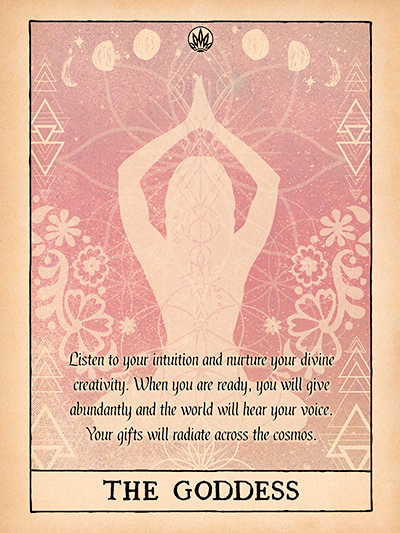 Listen to your intuition and nurture your divine
creativity. When you are ready, you will give
abundantly and the world will hear your voice.
Your gifts will radiate across the cosmos.
THE GODDESS